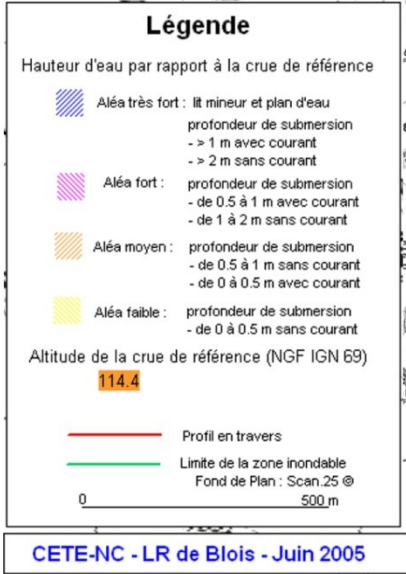 Légende
Hauteur d'eau par rapport à la crue de référence
Aléa très fort : lit mineur et plan d'eau
profondeur de submersion
- > 1 m avec courant
- > 2 m sans courant
Aléa fort : profondeur de submersion
- de 0.5 à 1 m avec courant
- de 1 à 2 m sans courant
Aléa moyen : profondeur de submersion
- de 0.5 à 1 m sans courant
- de 0 à 0.5 m avec courant
Aléa faible : profondeur de submersion
- de 0 à 0.5 m sans courant
Altitude de la crue de référence (NGF IGN 69)
114.4
Profil en travers
Limite de la zone inondable
Fond de Plan : Scan.25 ©
0 500 m
CETE-NC - LR de Blois - Juin 2005